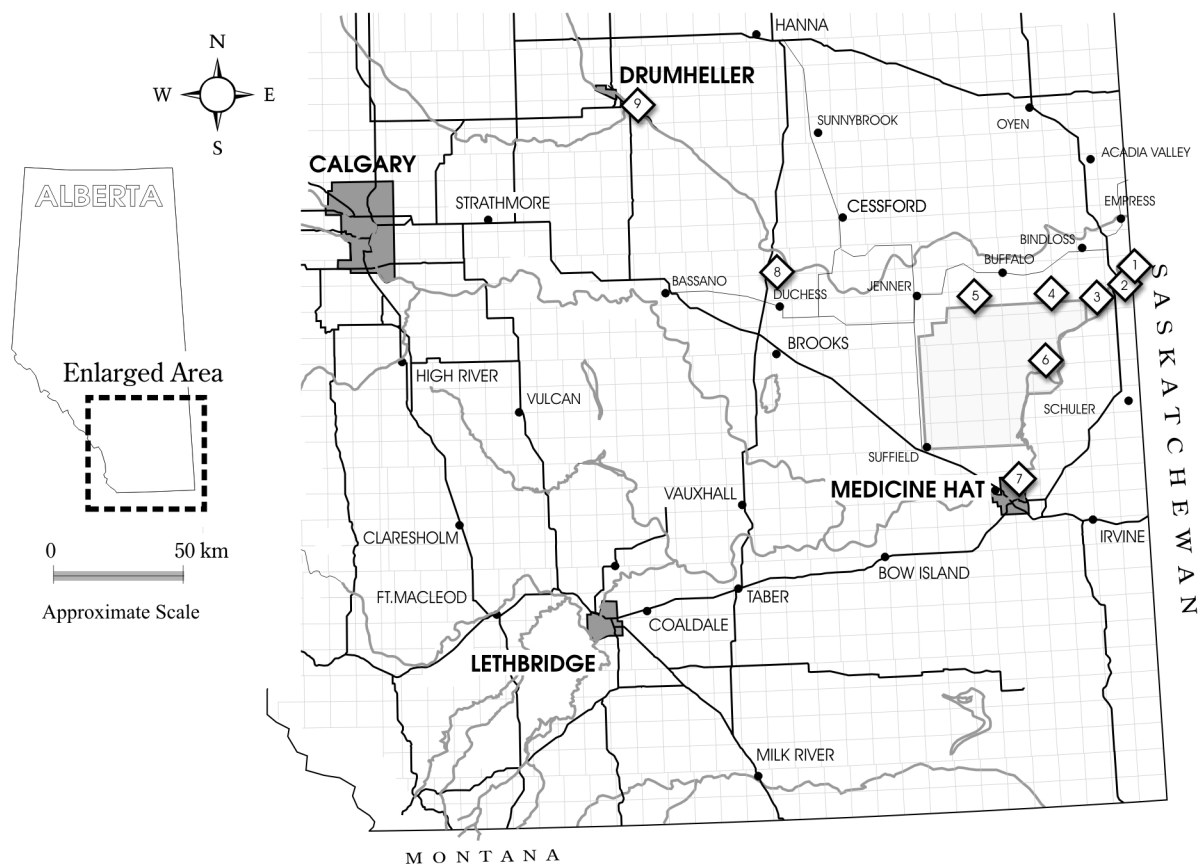 HANNA
N
DRUMHELLER
W
E
9
SUNNYBROOK
OYEN
S
ACADIA VALLEY
CALGARY
ALBERTA
STRATHMORE
CESSFORD
EMPRESS
BINDLOSS
BUFFALO
1
8
BASSANO
JENNER
2
DUCHESS
5
4
3
SASKATCHEWAN
BROOKS
6
Enlarged Area
HIGH RIVER
VULCAN
SCHULER
SUFFIELD
7
MEDICINE HAT
VAUXHALL
CLARESHOLM
IRVINE
0
50 km
BOW ISLAND
Approximate Scale
FT.MACLEOD
TABER
COALDALE
LETHBRIDGE
MILK RIVER
MONTANA